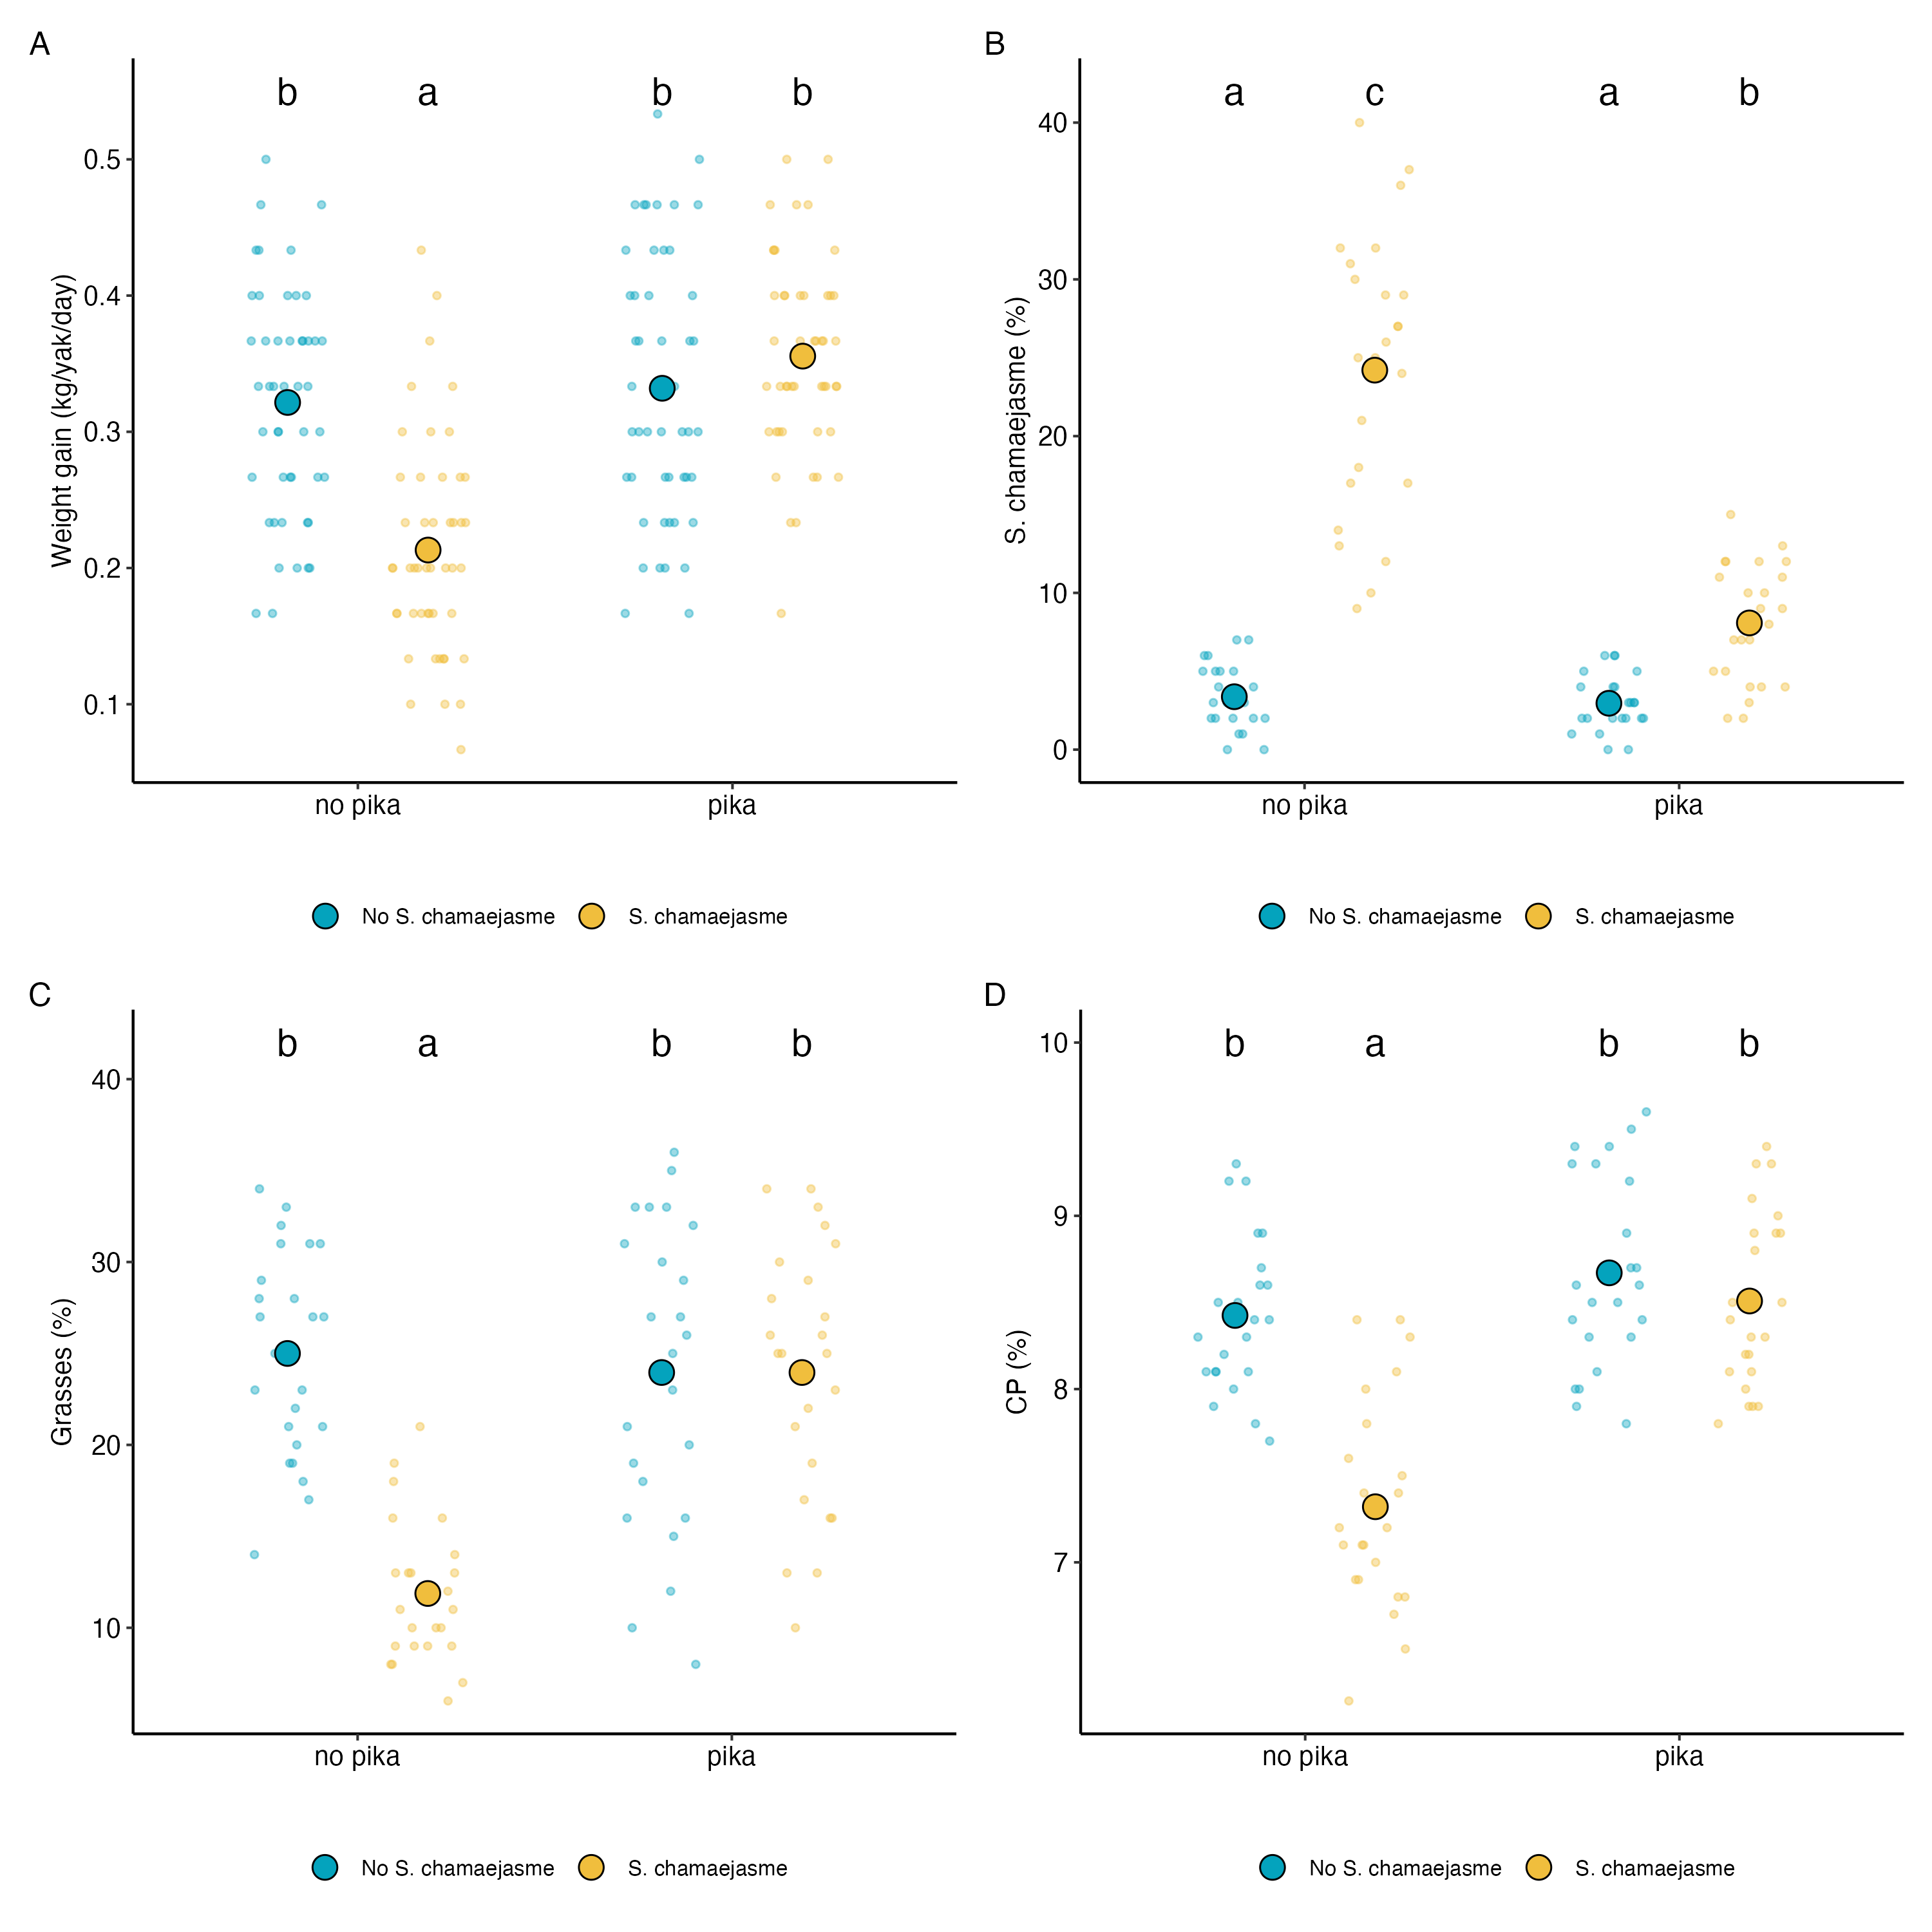 A
b a b b
0.5
0.4
0.3
0.2
0.1
Weight gain (kg/yak/day)
no pika pika
No S. chamaejasme S. chamaejasme
B
a c a b
40
30
20
10
0
S. chamaejasme (%)
no pika pika
No S. chamaejasme S. chamaejasme
C
b a b b
40
30
20
10
Grasses (%)
no pika pika
No S. chamaejasme S. chamaejasme
D
b a b b
10
9
8
7
CP (%)
no pika pika
No S. chamaejasme S. chamaejasme